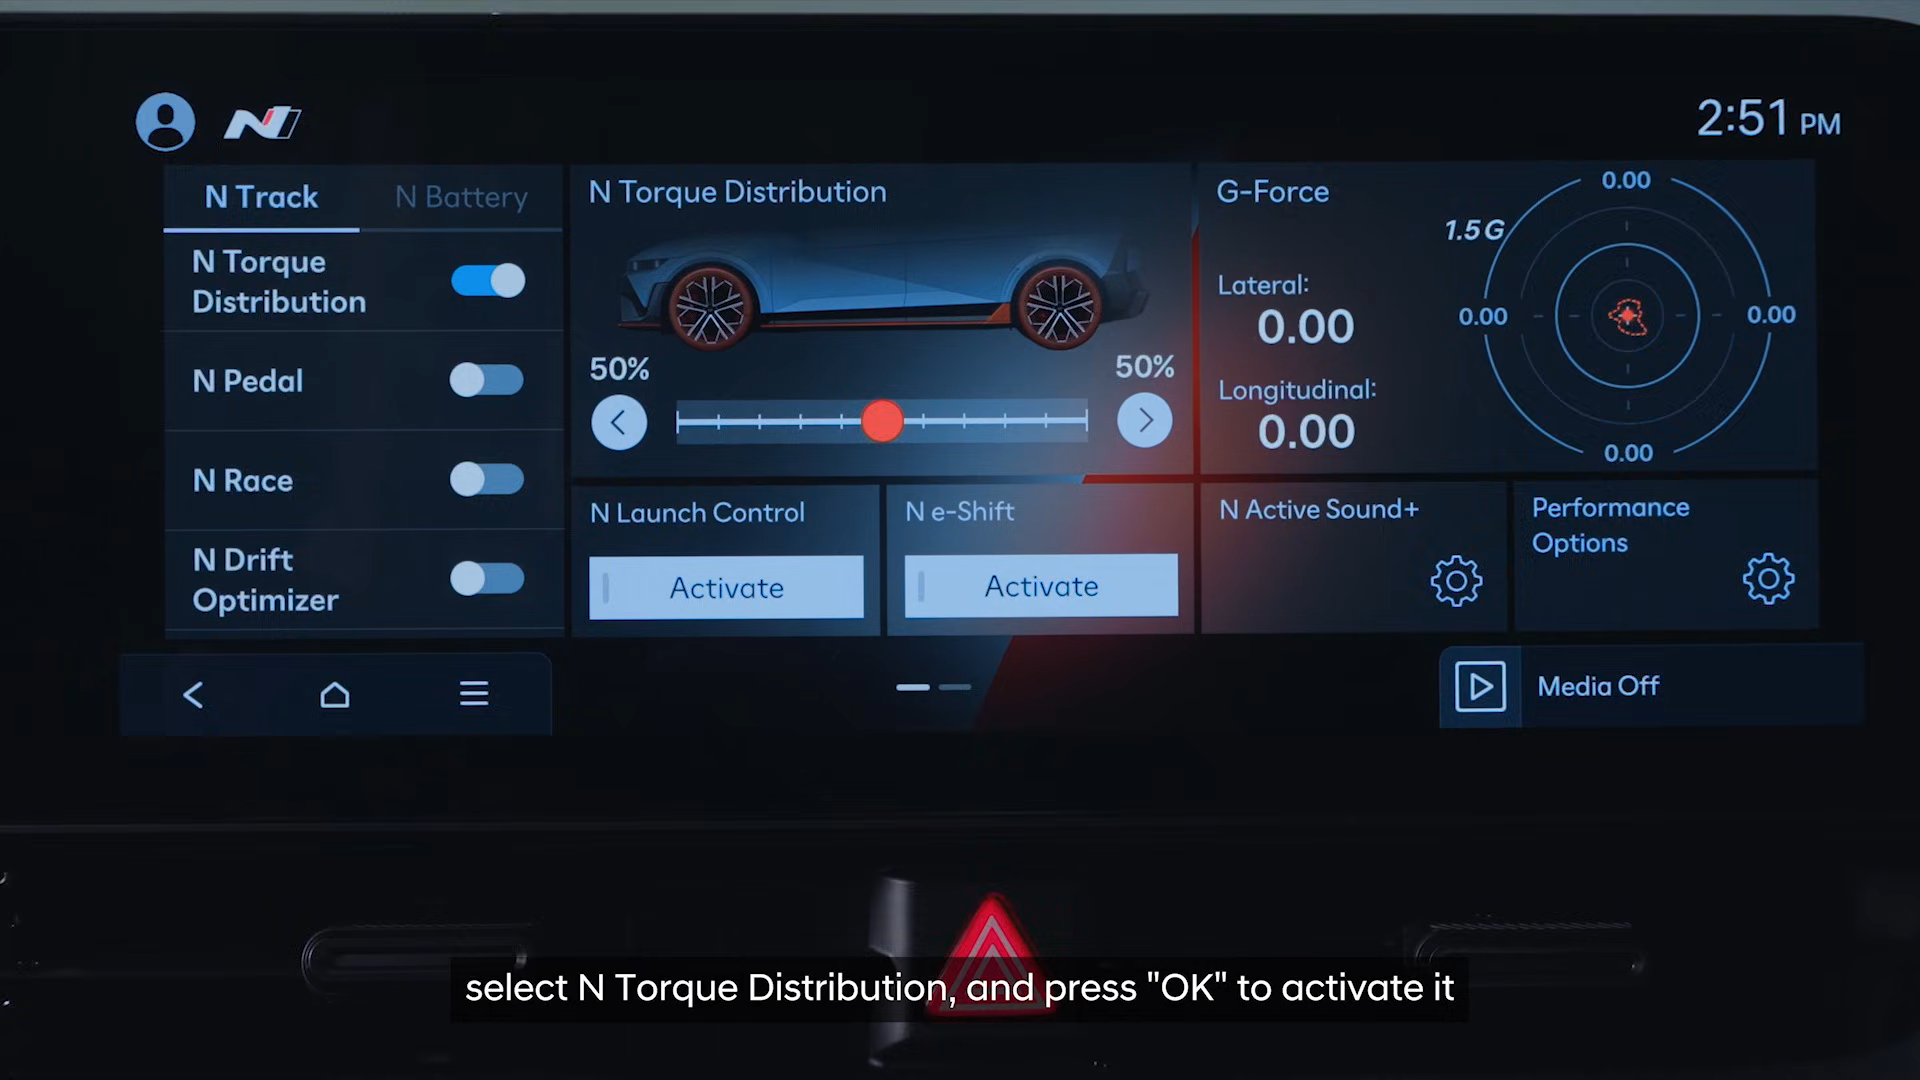 2:51 PM
N Track
N Battery
N Torque
Distribution
N Pedal
N Race
N Drift
Optimizer
N Torque Distribution
50%
50%
G-Force
Lateral:
0.00
Longitudinal:
0.00
1.5G
0.00
0.00
0.00
0.00
N Launch Control
Activate
N e-Shift
Activate
N Active Sound+
Performance
Options
Media Off
select N Torque Distribution, and press "OK" to activate it